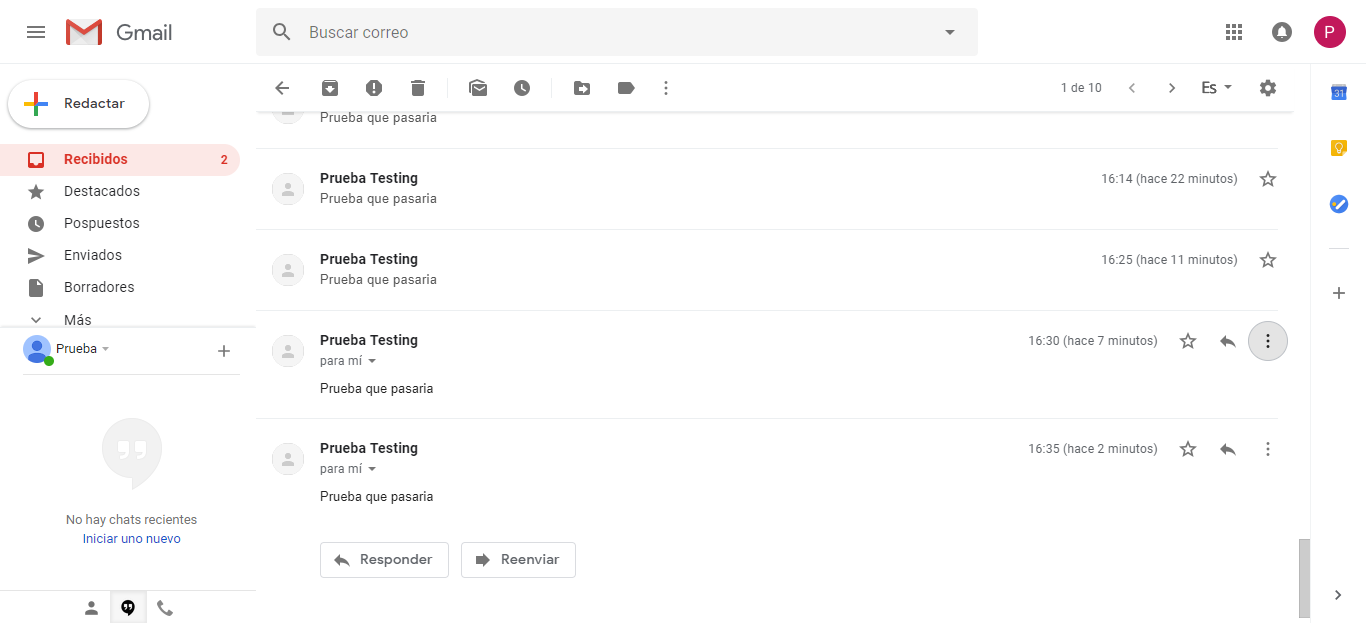 Gmail
Buscar correo
P
Redactar
1 de 10
Es
31
Recibidos 2
Destacados
Pospuestos
Enviados
Borradores
Más
Prueba
No hay chats recientes
Iniciar uno nuevo
Prueba que pasaria
Prueba Testing 16:14 (hace 22 minutos)
Prueba que pasaria
Prueba Testing 16:25 (hace 11 minutos)
Prueba que pasaria
Prueba Testing 16:30 (hace 7 minutos)
para mí
Prueba que pasaria
Prueba Testing 16:35 (hace 2 minutos)
para mí
Prueba que pasaria
Responder Reenviar